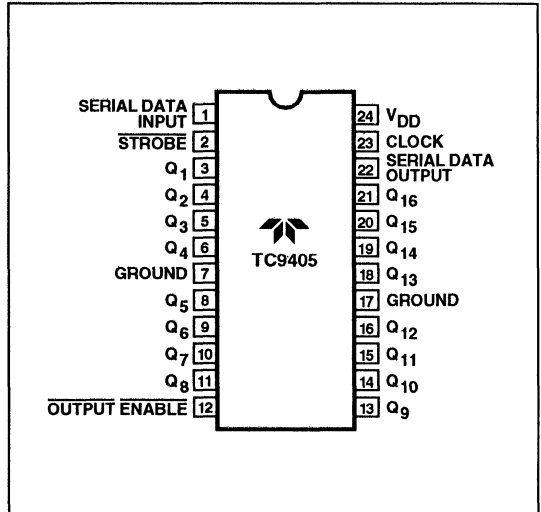 SERIAL DATA INPUT 1
STROBE 2
Q1 3
Q2 4
Q3 5
Q4 6
GROUND 7
Q5 8
Q6 9
Q7 10
Q8 11
OUTPUT ENABLE 12
TC9405
24 VDD
23 CLOCK
22 SERIAL DATA OUTPUT
21 Q16
20 Q15
19 Q14
18 Q13
17 GROUND
16 Q12
15 Q11
14 Q10
13 Q9